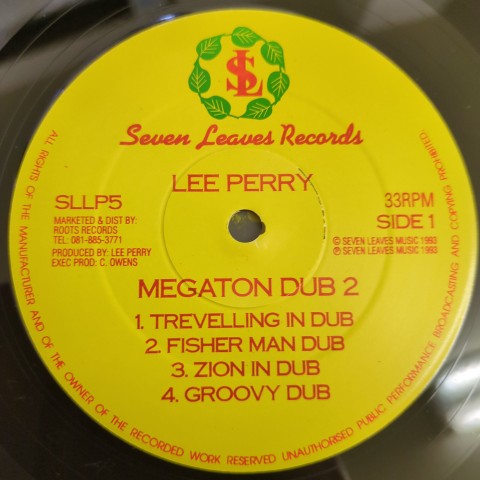 SL
Seven Leaves Records
LEE PERRY
SLLP5
MARKETED & DIST BY:
ROOTS RECORDS
TEL: 081-885-3771
PRODUCED BY: LEE PERRY
EXEC PROD: C. OWENS
33RPM
SIDE 1
© SEVEN LEAVES MUSIC 1993
℗ SEVEN LEAVES MUSIC 1993
MEGATON DUB 2
1. TREVELLING IN DUB
2. FISHER MAN DUB
3. ZION IN DUB
4. GROOVY DUB
ALL RIGHTS OF THE MANUFACTURER AND OF THE OWNER OF THE RECORDED WORK RESERVED UNAUTHORISED PUBLIC PERFORMANCE BROADCASTING AND COPYING PROHIBITED.